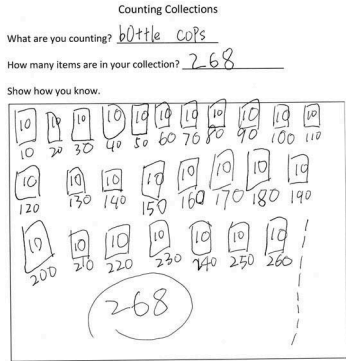 Counting Collections
What are you counting? bottle cops
How many items are in your collection? 268
Show how you know.
10 10 10 10 10 10 10 10 10 10 10
10 20 30 40 50 60 70 80 90 100 110
10 10 10 10 10 10 10 10
120 130 140 150 160 170 180 190
10 10 10 10 10 10 10
200 210 220 230 240 250 260
268